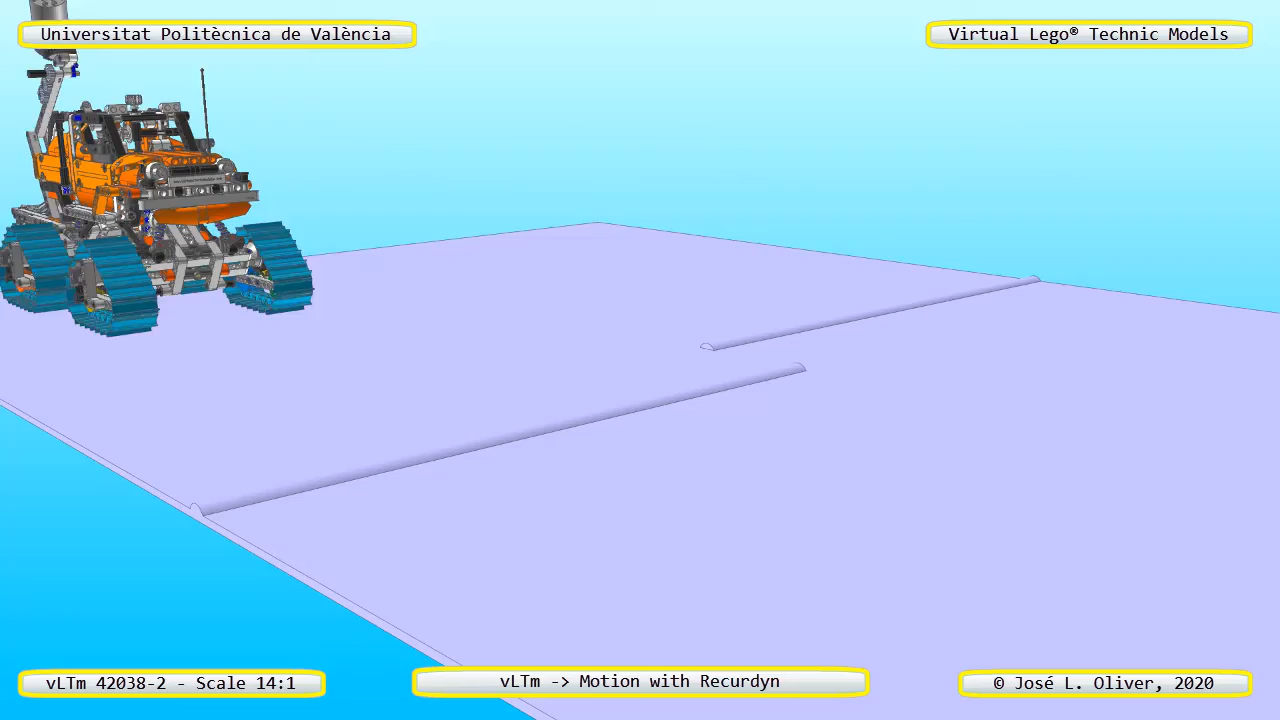 Universitat Politècnica de València
Virtual Lego® Technic Models
vLTm 42038-2 - Scale 14:1
vLTm -> Motion with Recurdyn
© José L. Oliver, 2020